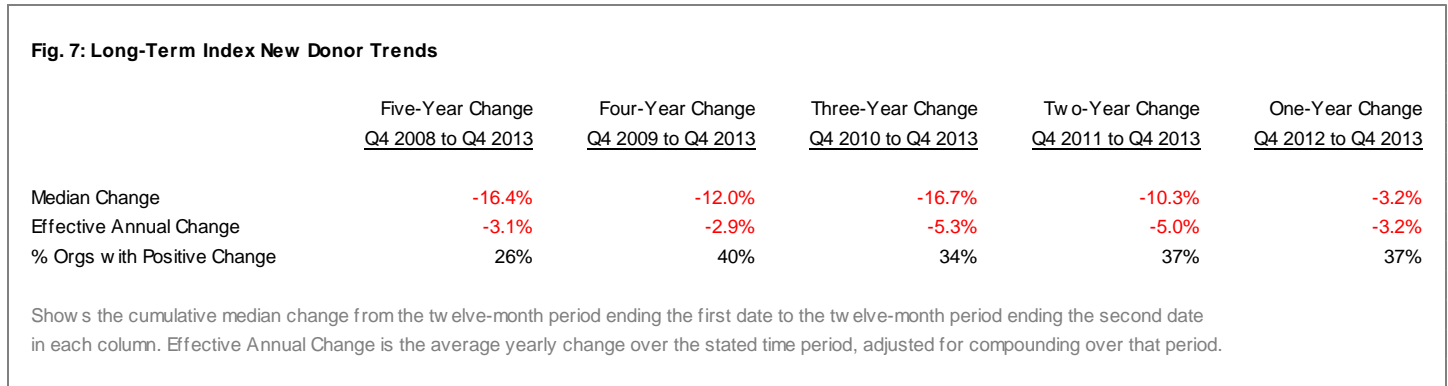 Fig. 7: Long-Term Index New Donor Trends
Five-Year Change Four-Year Change Three-Year Change Two-Year Change One-Year Change
Q4 2008 to Q4 2013 Q4 2009 to Q4 2013 Q4 2010 to Q4 2013 Q4 2011 to Q4 2013 Q4 2012 to Q4 2013
Median Change -16.4% -12.0% -16.7% -10.3% -3.2%
Effective Annual Change -3.1% -2.9% -5.3% -5.0% -3.2%
% Orgs with Positive Change 26% 40% 34% 37% 37%
Shows the cumulative median change from the twelve-month period ending the first date to the twelve-month period ending the second date
in each column. Effective Annual Change is the average yearly change over the stated time period, adjusted for compounding over that period.